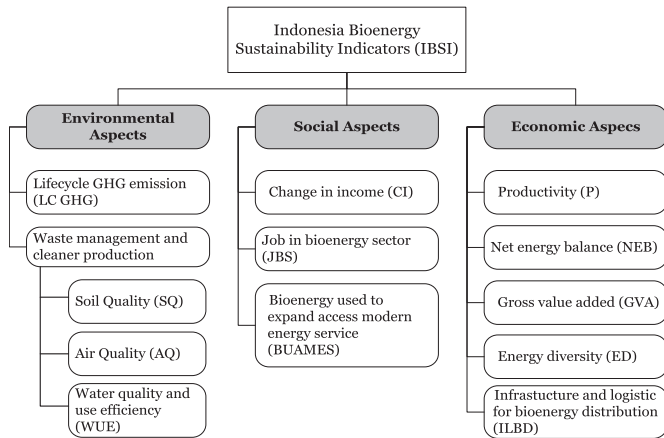 Indonesia Bioenergy
Sustainability Indicators (IBSI)
Environmental
Aspects
Lifecycle GHG emission
(LC GHG)
Waste management and
cleaner production
Soil Quality (SQ)
Air Quality (AQ)
Water quality and
use efficiency
(WUE)
Social Aspects
Change in income (CI)
Job in bioenergy sector
(JBS)
Bioenergy used to
expand access modern
energy service
(BUAMES)
Economic Aspecs
Productivity (P)
Net energy balance (NEB)
Gross value added (GVA)
Energy diversity (ED)
Infrastucture and logistic
for bioenergy distribution
(ILBD)